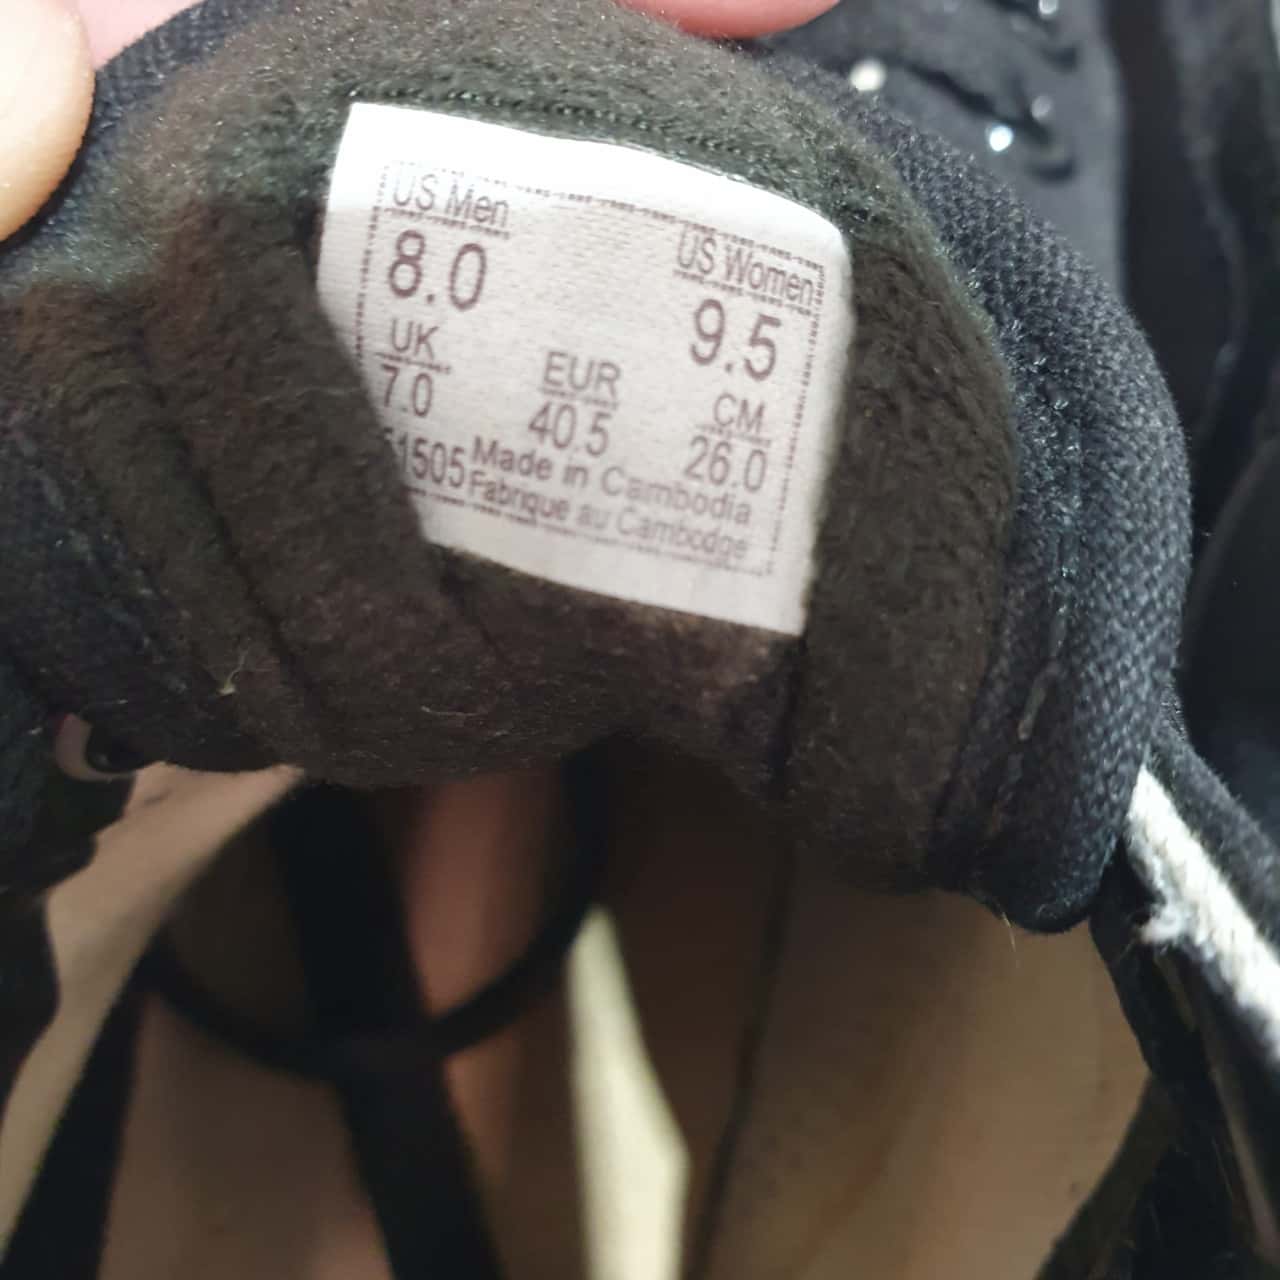 US Men
8.0
US Women
9.5
UK
7.0
EUR
40.5
CM
26.0
1505
Made in Cambodia
Fabrique au Cambodge